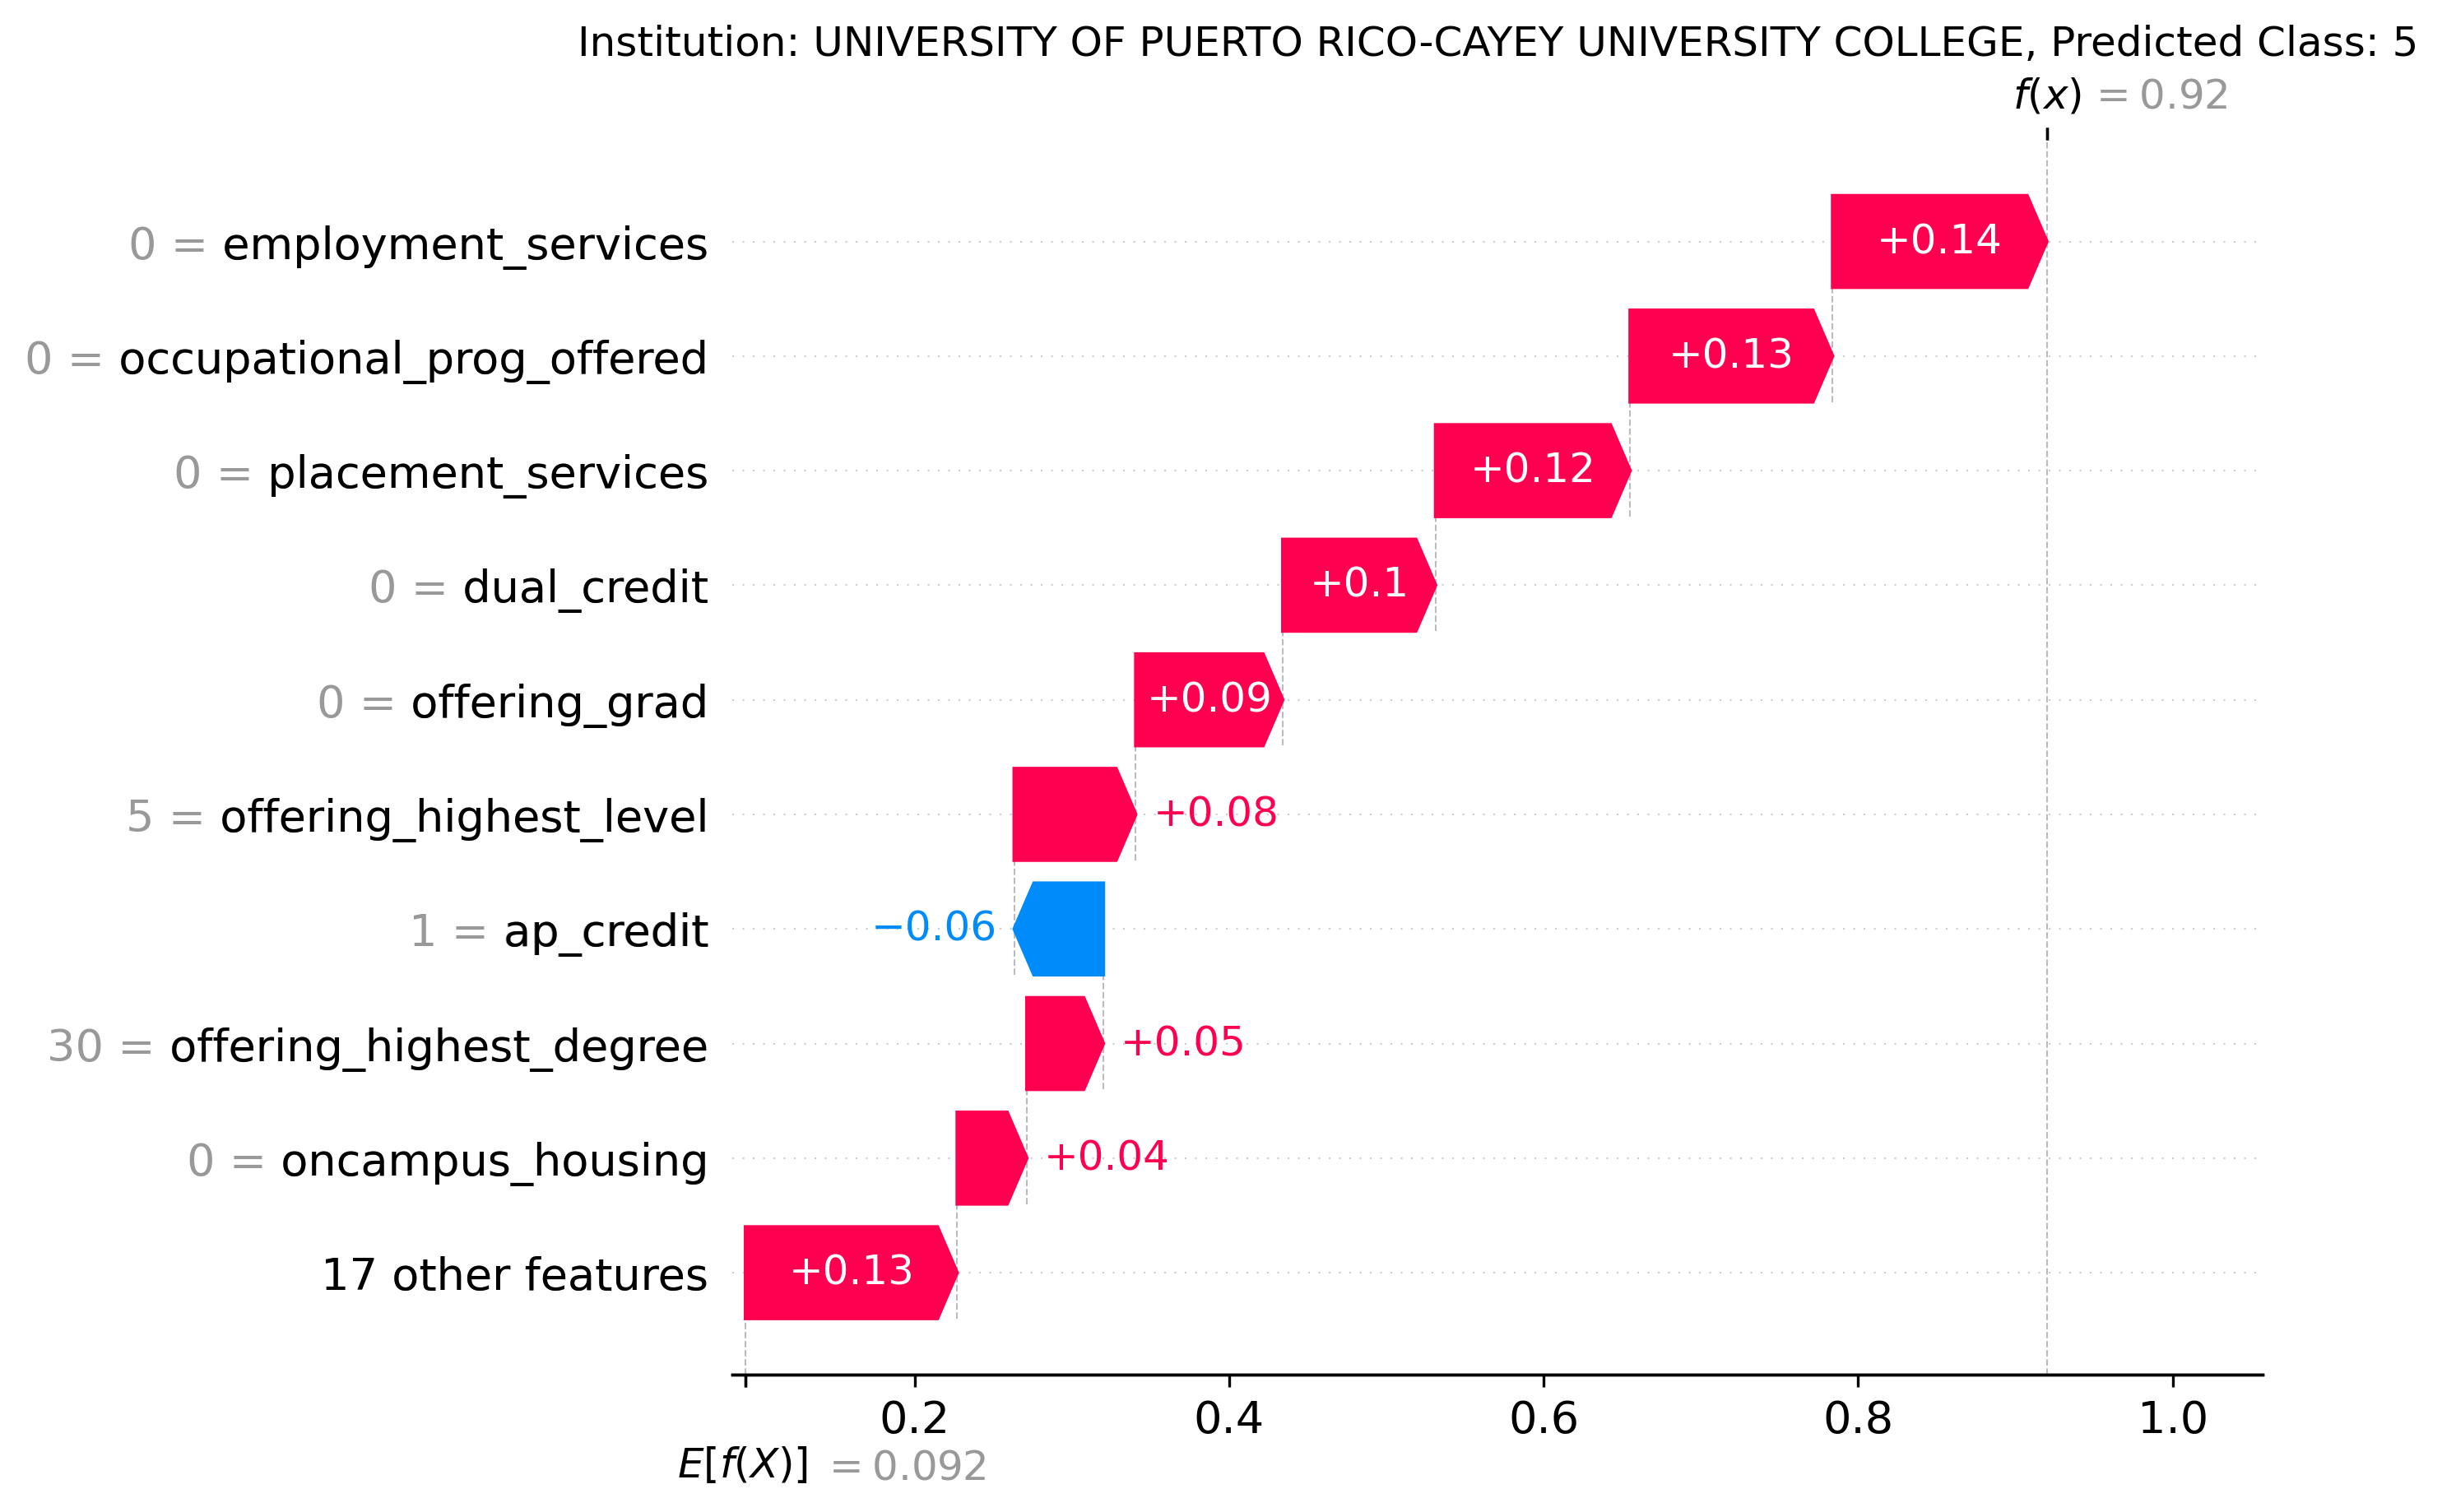 Institution: UNIVERSITY OF PUERTO RICO-CAYEY UNIVERSITY COLLEGE, Predicted Class: 5
f(x) = 0.92
0 = employment_services +0.14
0 = occupational_prog_offered +0.13
0 = placement_services +0.12
0 = dual_credit +0.1
0 = offering_grad +0.09
5 = offering_highest_level +0.08
1 = ap_credit −0.06
30 = offering_highest_degree +0.05
0 = oncampus_housing +0.04
17 other features +0.13
0.2 0.4 0.6 0.8 1.0
E[f(X)] = 0.092